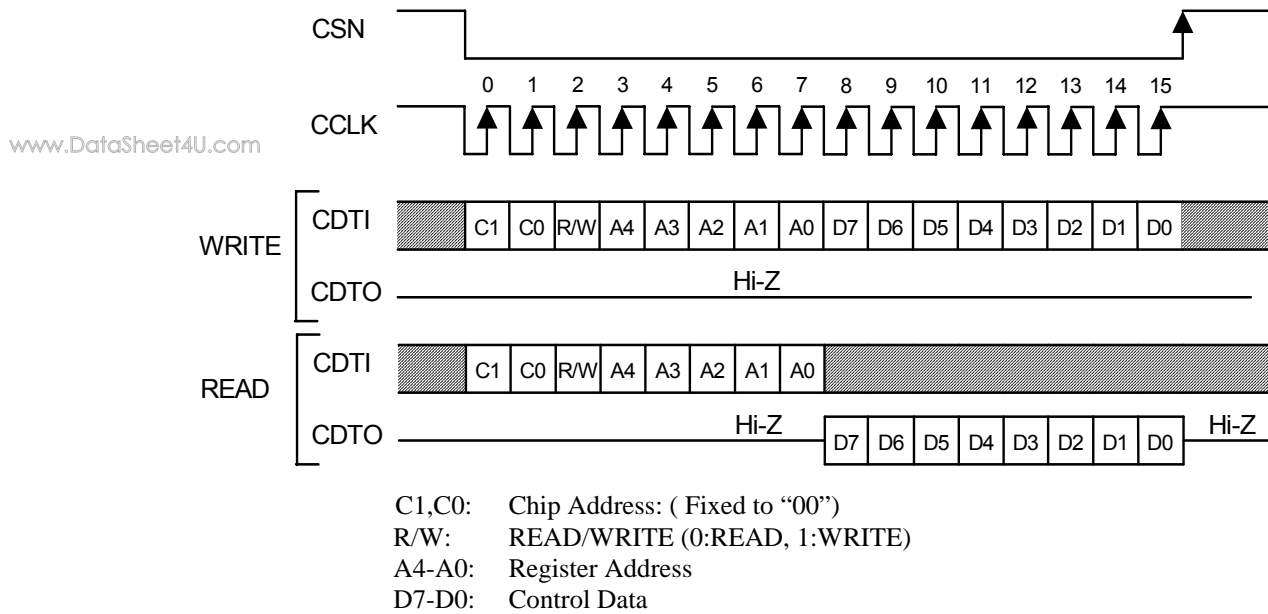 CSN
0 1 2 3 4 5 6 7 8 9 10 11 12 13 14 15
CCLK
www.DataSheet4U.com
WRITE
CDTI
C1 C0 R/W A4 A3 A2 A1 A0 D7 D6 D5 D4 D3 D2 D1 D0
CDTO
Hi-Z
READ
CDTI
C1 C0 R/W A4 A3 A2 A1 A0
CDTO
Hi-Z
D7 D6 D5 D4 D3 D2 D1 D0
Hi-Z
C1,C0: Chip Address: ( Fixed to “00”)
R/W: READ/WRITE (0:READ, 1:WRITE)
A4-A0: Register Address
D7-D0: Control Data